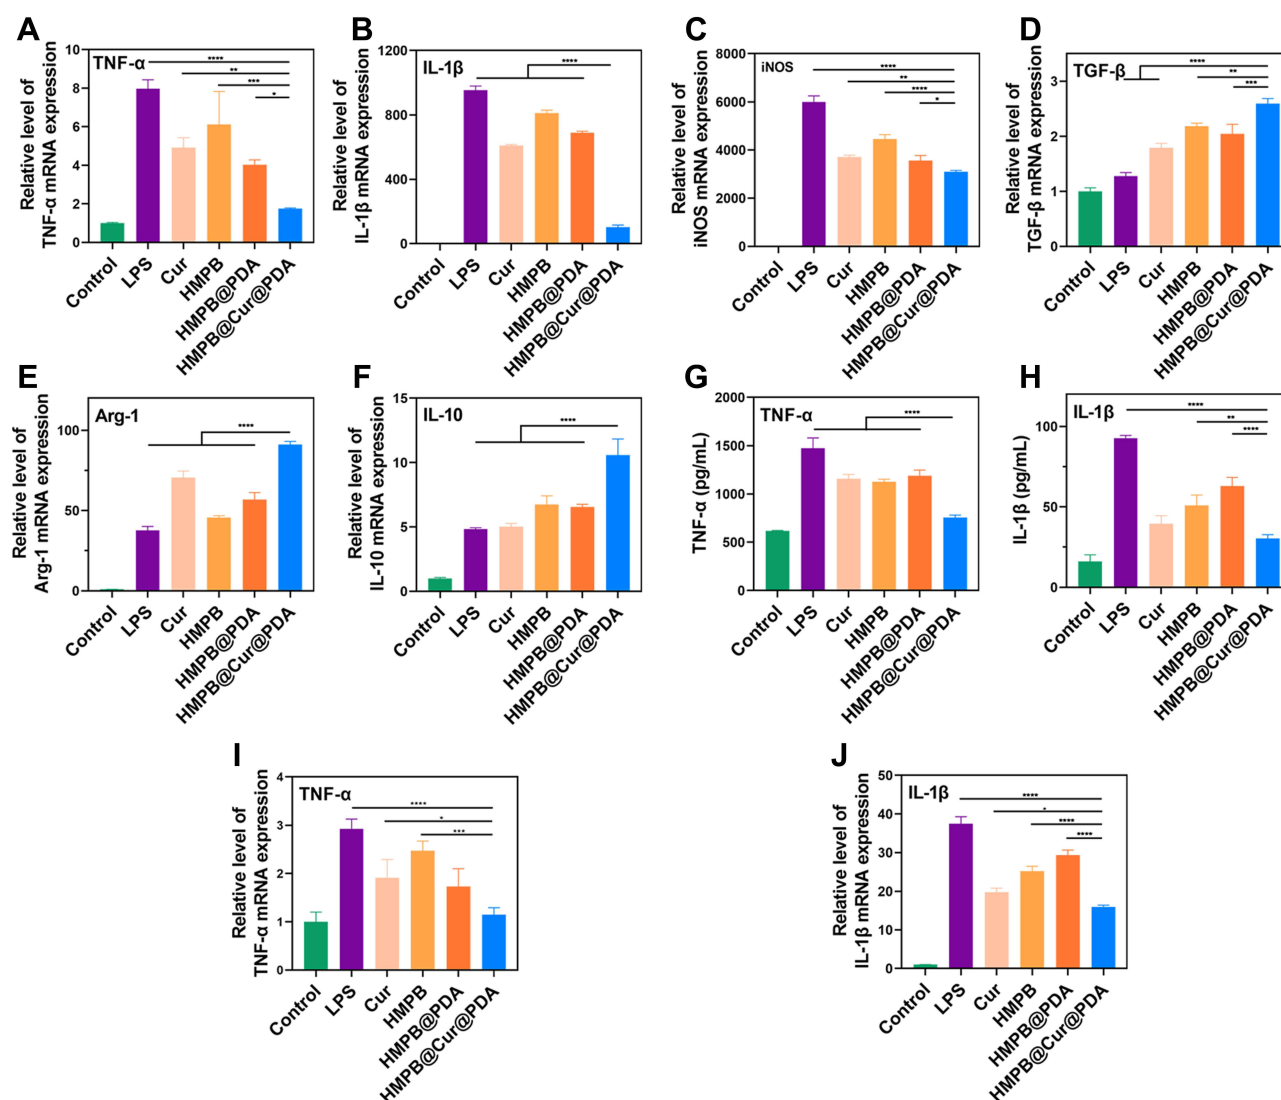 A
Relative level of
TNF-α mRNA expression
10
8
6
4
2
0
TNF-α
****
**
***
*
Control
LPS
Cur
HMPB
HMPB@PDA
HMPB@Cur@PDA
B
Relative level of
IL-1β mRNA expression
1200
800
400
0
IL-1β
****
Control
LPS
Cur
HMPB
HMPB@PDA
HMPB@Cur@PDA
C
Relative level of
iNOS mRNA expression
8000
6000
4000
2000
0
iNOS
****
**
****
*
Control
LPS
Cur
HMPB
HMPB@PDA
HMPB@Cur@PDA
D
Relative level of
TGF-β mRNA expression
3
2
1
0
TGF-β
****
**
***
Control
LPS
Cur
HMPB
HMPB@PDA
HMPB@Cur@PDA
E
Relative level of
Arg-1 mRNA expression
100
50
0
Arg-1
****
Control
LPS
Cur
HMPB
HMPB@PDA
HMPB@Cur@PDA
F
Relative level of
IL-10 mRNA expression
15
10
5
0
IL-10
****
Control
LPS
Cur
HMPB
HMPB@PDA
HMPB@Cur@PDA
G
TNF-α (pg/mL)
2000
1500
1000
500
0
TNF-α
****
Control
LPS
Cur
HMPB
HMPB@PDA
HMPB@Cur@PDA
H
IL-1β (pg/mL)
100
50
0
IL-1β
****
**
****
Control
LPS
Cur
HMPB
HMPB@PDA
HMPB@Cur@PDA
I
Relative level of
TNF-α mRNA expression
4
3
2
1
0
TNF-α
****
*
***
Control
LPS
Cur
HMPB
HMPB@PDA
HMPB@Cur@PDA
J
Relative level of
IL-1β mRNA expression
50
40
30
20
10
0
IL-1β
****
*
****
****
Control
LPS
Cur
HMPB
HMPB@PDA
HMPB@Cur@PDA